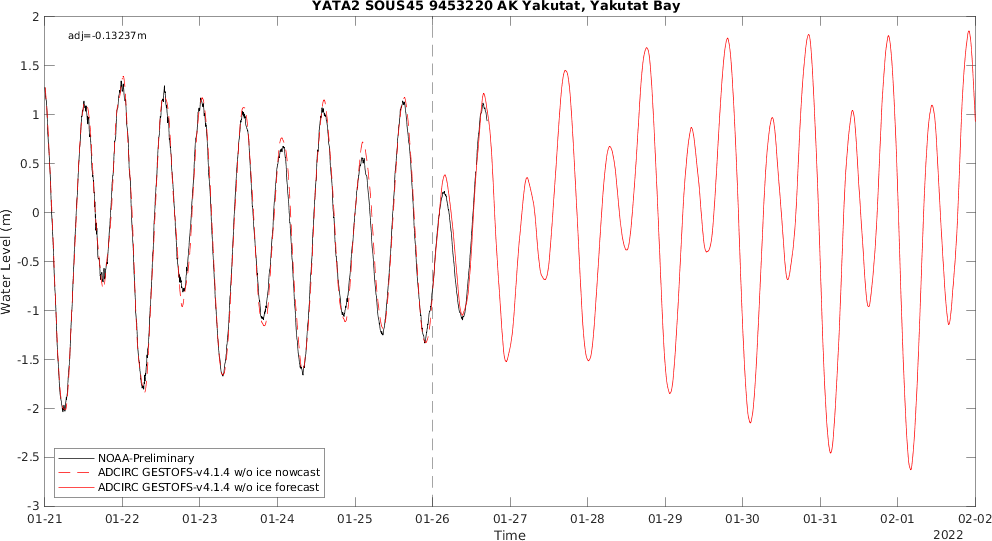 YATA2 SOUS45 9453220 AK Yakutat, Yakutat Bay
adj=-0.13237m
2
1.5
1
0.5
0
-0.5
-1
-1.5
-2
-2.5
-3
Water Level (m)
NOAA-Preliminary
ADCIRC GESTOFS-v4.1.4 w/o ice nowcast
ADCIRC GESTOFS-v4.1.4 w/o ice forecast
01-21 01-22 01-23 01-24 01-25 01-26 01-27 01-28 01-29 01-30 01-31 02-01 02-02
Time
2022